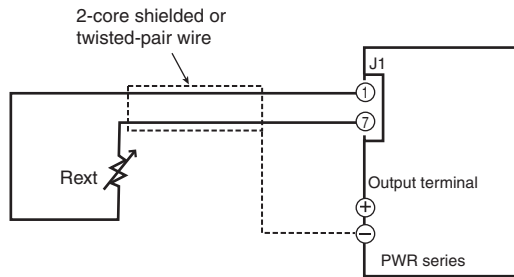 2-core shielded or
twisted-pair wire
J1
1
7
Rext
Output terminal
+
−
PWR series